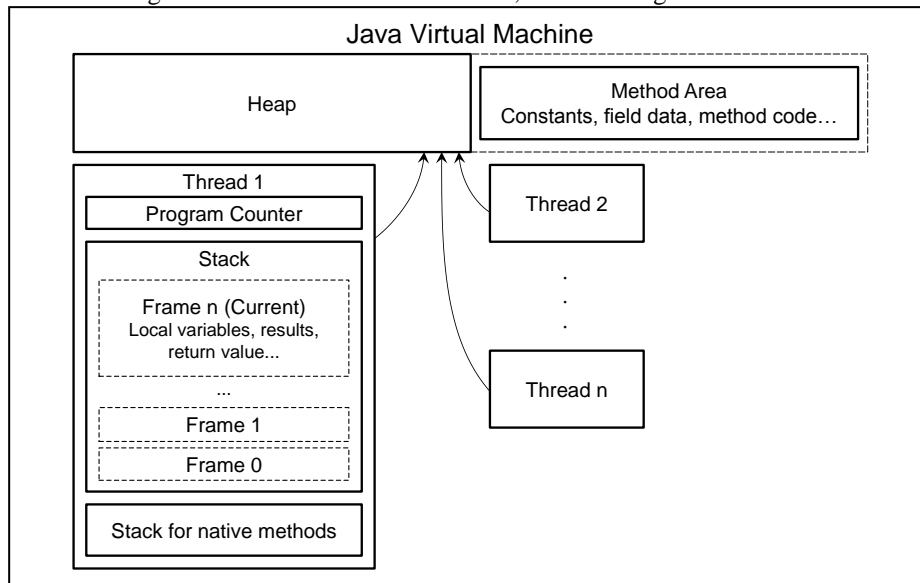 Java Virtual Machine
Heap
Method Area
Constants, field data, method code…
Thread 1
Program Counter
Stack
Frame n (Current)
Local variables, results,
return value...
...
Frame 1
Frame 0
Stack for native methods
Thread 2
.
.
.
Thread n